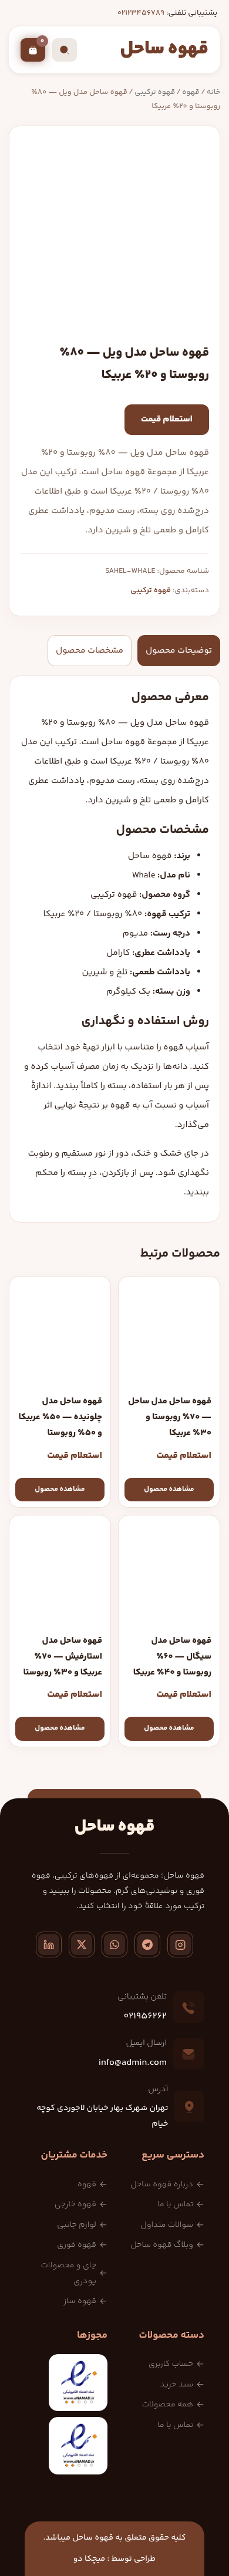 پشتیبانی تلفنی: ۰۲۱۲۳۴۵۶۷۸۹
قهوه ساحل
۰
خانه / قهوه / قهوه ترکیبی / قهوه ساحل مدل ویل — ۸۰٪
روبوستا و ۲۰٪ عربیکا
قهوه ساحل مدل ویل — ۸۰٪
روبوستا و ۲۰٪ عربیکا
استعلام قیمت
قهوه ساحل مدل ویل — ۸۰٪ روبوستا و ۲۰٪
عربیکا از مجموعهٔ قهوه ساحل است. ترکیب این مدل
۸۰٪ روبوستا / ۲۰٪ عربیکا است و طبق اطلاعات
درج‌شده روی بسته، رست مدیوم، یادداشت عطری
کارامل و طعمی تلخ و شیرین دارد.
شناسه محصول: SAHEL-WHALE
دسته‌بندی: قهوه ترکیبی
توضیحات محصول
مشخصات محصول
معرفی محصول
قهوه ساحل مدل ویل — ۸۰٪ روبوستا و ۲۰٪
عربیکا از مجموعهٔ قهوه ساحل است. ترکیب این مدل
۸۰٪ روبوستا / ۲۰٪ عربیکا است و طبق اطلاعات
درج‌شده روی بسته، رست مدیوم، یادداشت عطری
کارامل و طعمی تلخ و شیرین دارد.
مشخصات محصول
• برند: قهوه ساحل
• نام مدل: Whale
• گروه محصول: قهوه ترکیبی
• ترکیب قهوه: ۸۰٪ روبوستا / ۲۰٪ عربیکا
• درجه رست: مدیوم
• یادداشت عطری: کارامل
• یادداشت طعمی: تلخ و شیرین
• وزن بسته: یک کیلوگرم
روش استفاده و نگهداری
آسیاب قهوه را متناسب با ابزار تهیهٔ خود انتخاب
کنید. دانه‌ها را نزدیک به زمان مصرف آسیاب کرده و
پس از هر بار استفاده، بسته را کاملاً ببندید. اندازهٔ
آسیاب و نسبت آب به قهوه بر نتیجهٔ نهایی اثر
می‌گذارد.
در جای خشک و خنک، دور از نور مستقیم و رطوبت
نگهداری شود. پس از بازکردن، درِ بسته را محکم
ببندید.
محصولات مرتبط
قهوه ساحل مدل ساحل
— ۷۰٪ روبوستا و
۳۰٪ عربیکا
استعلام قیمت
مشاهده محصول
قهوه ساحل مدل
چلونیده — ۵۰٪ عربیکا
و ۵۰٪ روبوستا
استعلام قیمت
مشاهده محصول
قهوه ساحل مدل
سیگال — ۶۰٪
روبوستا و ۴۰٪ عربیکا
استعلام قیمت
مشاهده محصول
قهوه ساحل مدل
استارفیش — ۷۰٪
عربیکا و ۳۰٪ روبوستا
استعلام قیمت
مشاهده محصول
قهوه ساحل
قهوه ساحل؛ مجموعه‌ای از قهوه‌های ترکیبی، قهوه
فوری و نوشیدنی‌های گرم. محصولات را ببینید و
ترکیب مورد علاقهٔ خود را انتخاب کنید.
تلفن پشتیبانی
۰۲۱۹۵۶۲۶۲
ارسال ایمیل
info@admin.com
آدرس
تهران شهرک بهار خیابان لاجوردی کوچه
خیام
دسترسی سریع
← درباره قهوه ساحل
← تماس با ما
← سوالات متداول
← وبلاگ قهوه ساحل
خدمات مشتریان
← قهوه
← قهوه خارجی
← لوازم جانبی
← قهوه فوری
← چای و محصولات
پودری
← قهوه ساز
دسته محصولات
← حساب کاربری
← سبد خرید
← همه محصولات
← تماس با ما
مجوزها
نماد اعتماد الکترونیکی
www.eNAMAD.ir
نماد اعتماد الکترونیکی
www.eNAMAD.ir
کلیه حقوق متعلق به قهوه ساحل میباشد.
طراحی توسط : میچکا دو